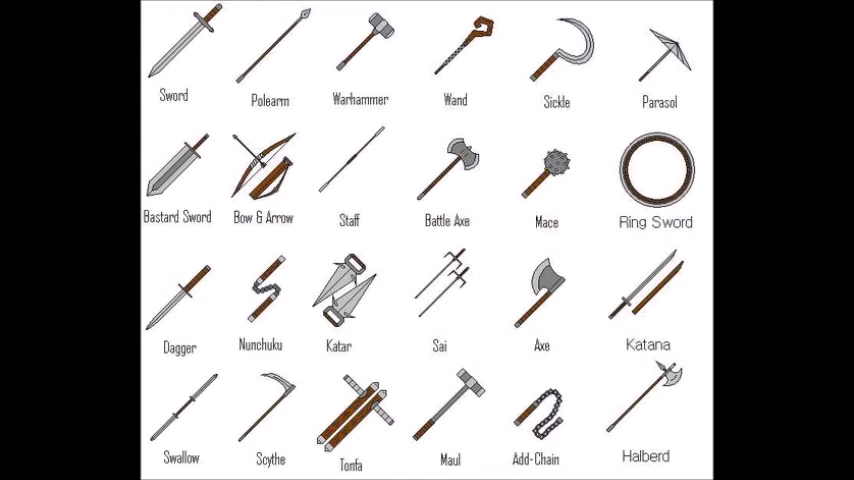 Sword
Polearm
Warhammer
Wand
Sickle
Parasol
Bastard Sword
Bow & Arrow
Staff
Battle Axe
Mace
Ring Sword
Dagger
Nunchuku
Katar
Sai
Axe
Katana
Swallow
Scythe
Tonfa
Maul
Add-Chain
Halberd